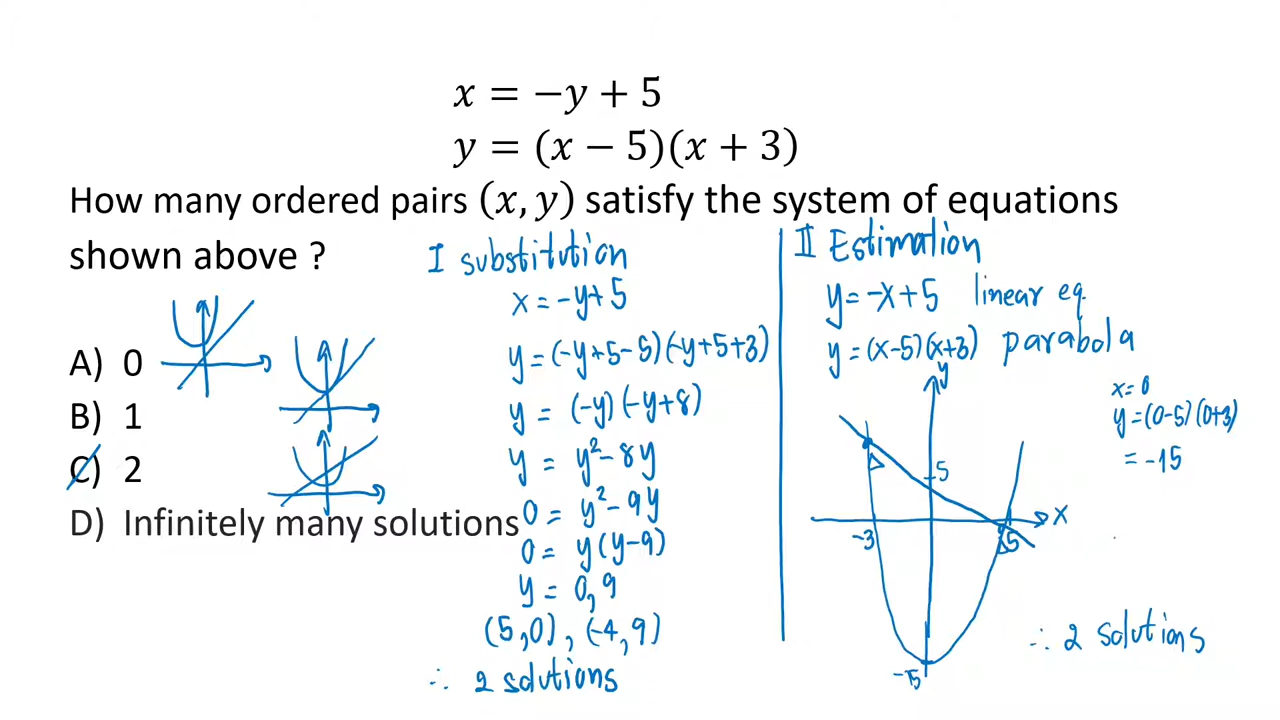 x = −y + 5
y = (x − 5)(x + 3)
How many ordered pairs (x, y) satisfy the system of equations
shown above ?
A) 0
B) 1
C) 2
D) Infinitely many solutions
I substitution
x = -y+5
y = (-y+5-5)(-y+5+3)
y = (-y)(-y+8)
y = y²-8y
0 = y²-9y
0 = y(y-9)
y = 0, 9
(5,0), (-4,9)
∴ 2 solutions
II Estimation
y = -x+5 linear eq.
y = (x-5)(x+3) parabola
x=0
y = (0-5)(0+3)
= -15
y
5
x
-3
5
-15
∴ 2 solutions